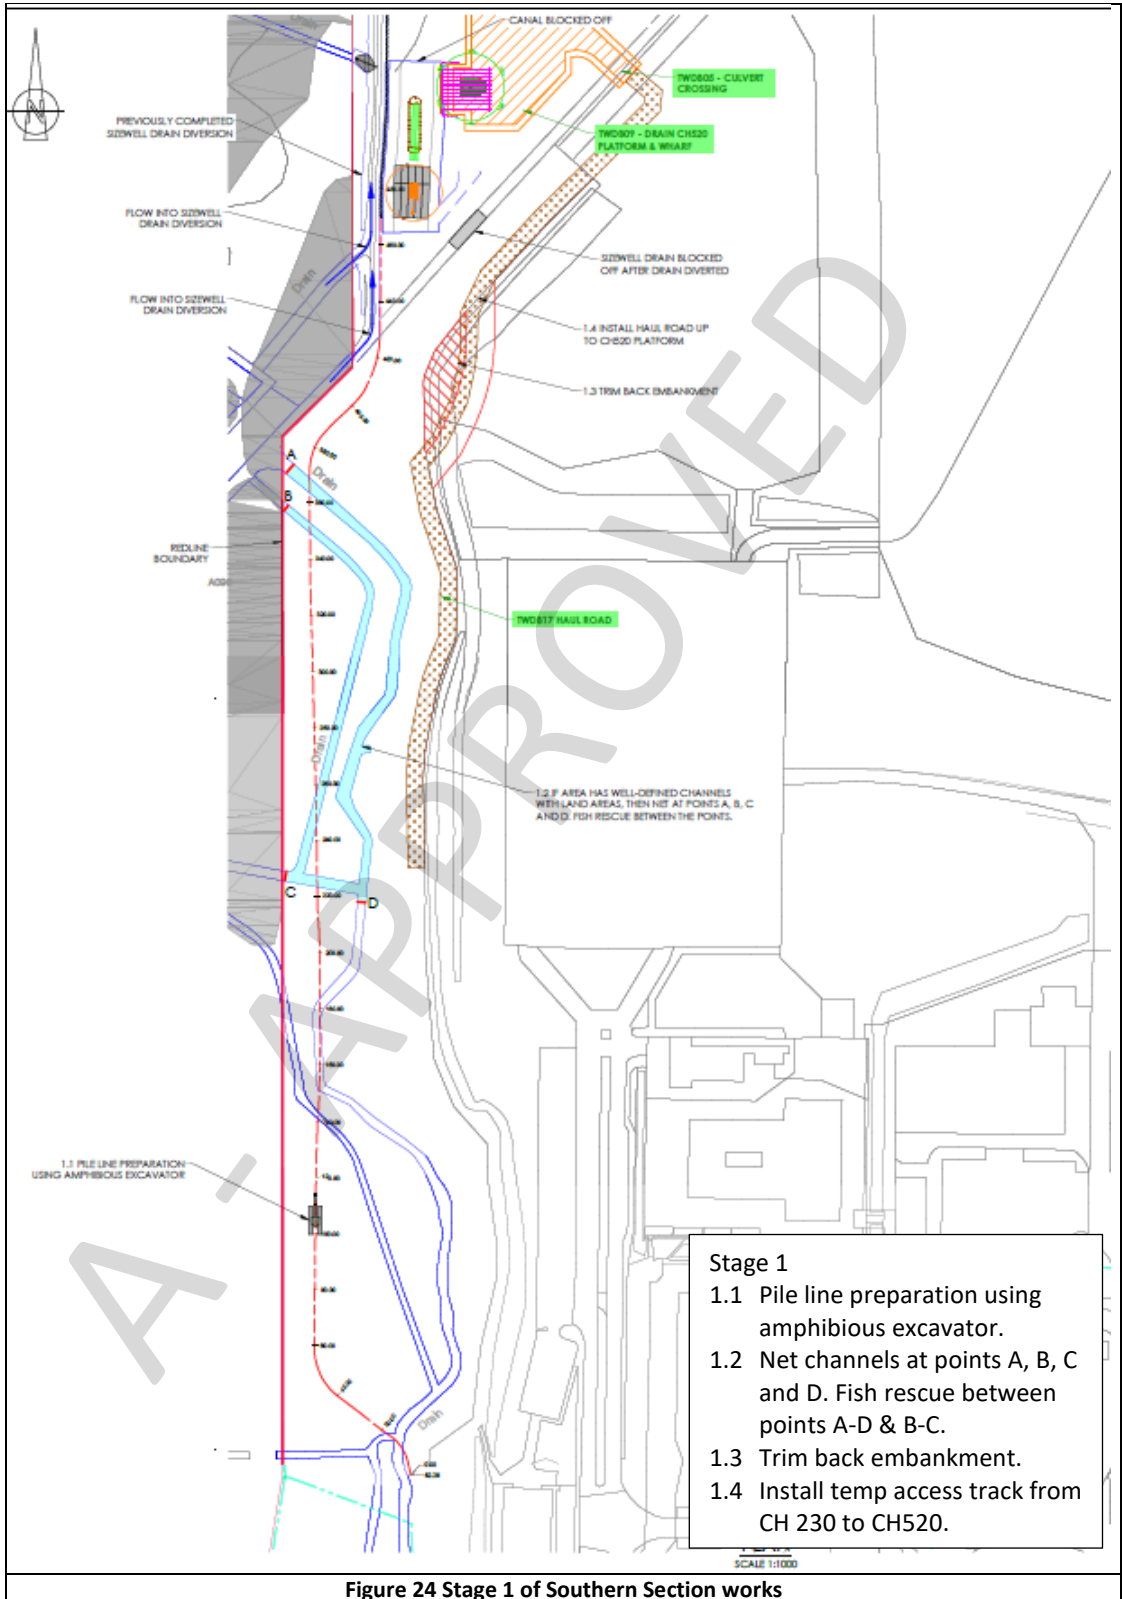 Drain
CANAL BLOCKED OFF
TWD805 - CULVERT
CROSSING
N
PREVIOUSLY COMPLETED
SIZEWELL DRAIN DIVERSION
TWD809 - DRAIN CH520
PLATFORM & WHARF
FLOW INTO SIZEWELL
DRAIN DIVERSION
SIZEWELL DRAIN BLOCKED
OFF AFTER DRAIN DIVERTED
Drain
FLOW INTO SIZEWELL
DRAIN DIVERSION
1.4 INSTALL HAUL ROAD UP
TO CH520 PLATFORM
1.3 TRIM BACK EMBANKMENT
A
Drain
B
REDLINE
BOUNDARY
TWD817 HAUL ROAD
Drain
1.2 IF AREA HAS WELL-DEFINED CHANNELS
WITH LAND AREAS, THEN NET AT POINTS A, B, C
AND D. FISH RESCUE BETWEEN THE POINTS.
C
D
1.1 PILE LINE PREPARATION
USING AMPHIBIOUS EXCAVATOR
Drain
A - APPROVED
Stage 1
1.1 Pile line preparation using
amphibious excavator.
1.2 Net channels at points A, B, C
and D. Fish rescue between
points A-D & B-C.
1.3 Trim back embankment.
1.4 Install temp access track from
CH 230 to CH520.
SCALE 1:1000
Figure 24 Stage 1 of Southern Section works